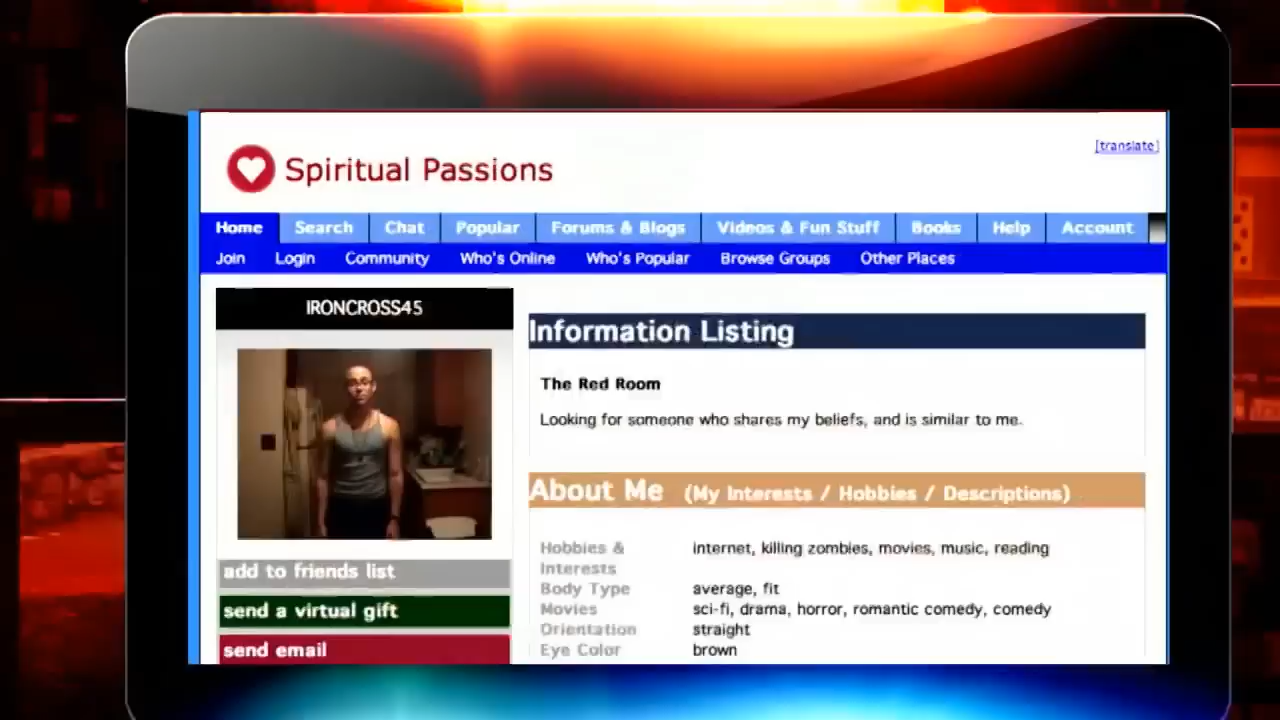 Spiritual Passions
[translate]
Home Search Chat Popular Forums & Blogs Videos & Fun Stuff Books Help Account
Join Login Community Who's Online Who's Popular Browse Groups Other Places
IRONCROSS45
Information Listing
The Red Room
Looking for someone who shares my beliefs, and is similar to me.
About Me (My Interests / Hobbies / Descriptions)
Hobbies & Interests internet, killing zombies, movies, music, reading
Body Type average, fit
Movies sci-fi, drama, horror, romantic comedy, comedy
Orientation straight
Eye Color brown
add to friends list
send a virtual gift
send email